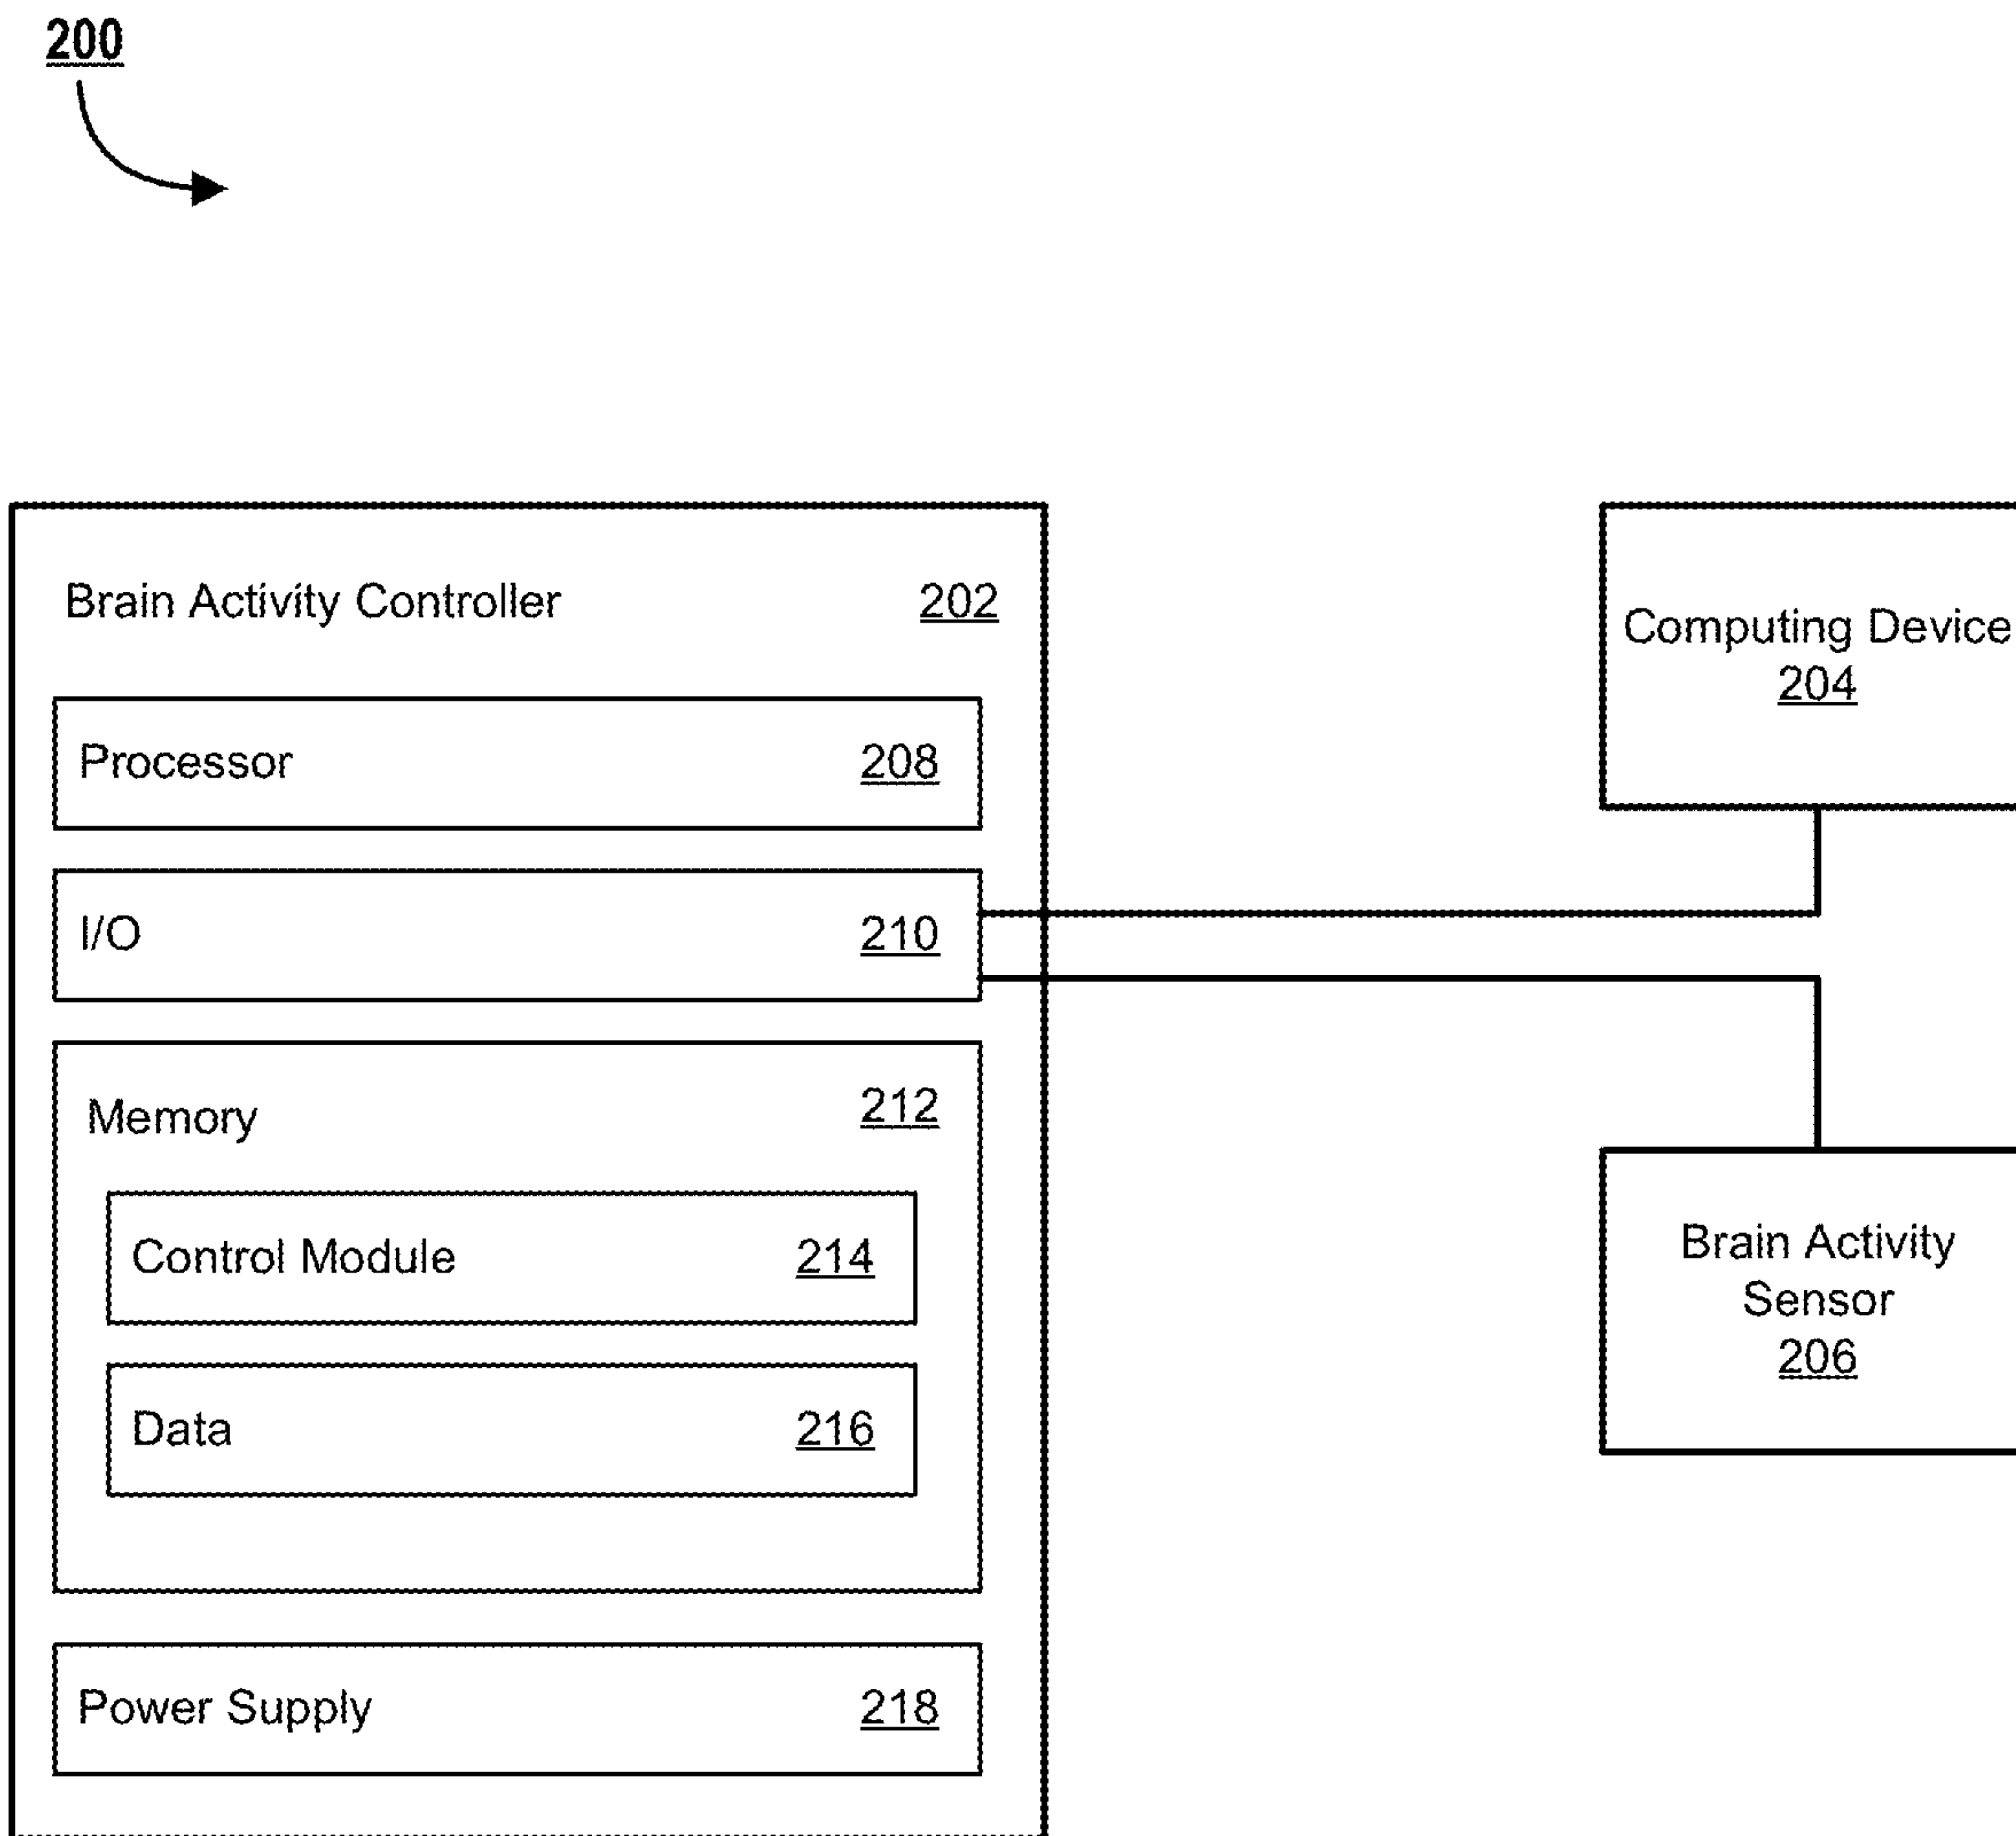 200
Brain Activity Controller 202
Processor 208
I/O 210
Memory 212
Control Module 214
Data 216
Power Supply 218
Computing Device
204
Brain Activity
Sensor
206